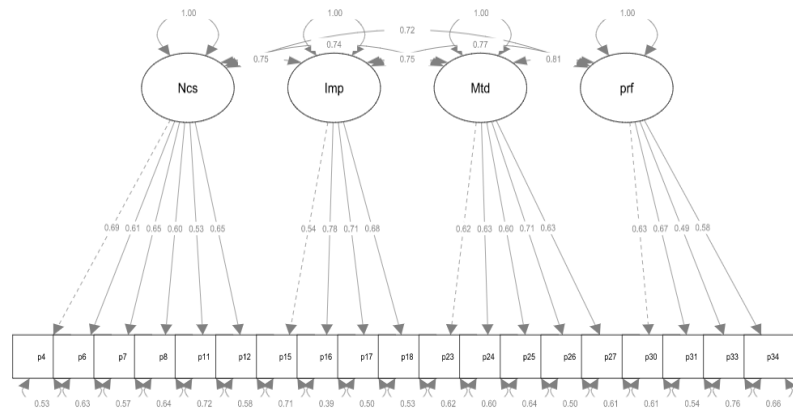 1.00 1.00 1.00 1.00
0.72
0.75 0.74 0.75 0.77 0.81
Ncs Imp Mtd prf
0.69 0.61 0.65 0.60 0.53 0.65 0.54 0.78 0.71 0.68 0.62 0.63 0.60 0.71 0.63 0.63 0.67 0.49 0.58
p4 p6 p7 p8 p11 p12 p15 p16 p17 p18 p23 p24 p25 p26 p27 p30 p31 p33 p34
0.53 0.63 0.57 0.64 0.72 0.58 0.71 0.39 0.50 0.53 0.62 0.60 0.64 0.50 0.61 0.61 0.54 0.76 0.66